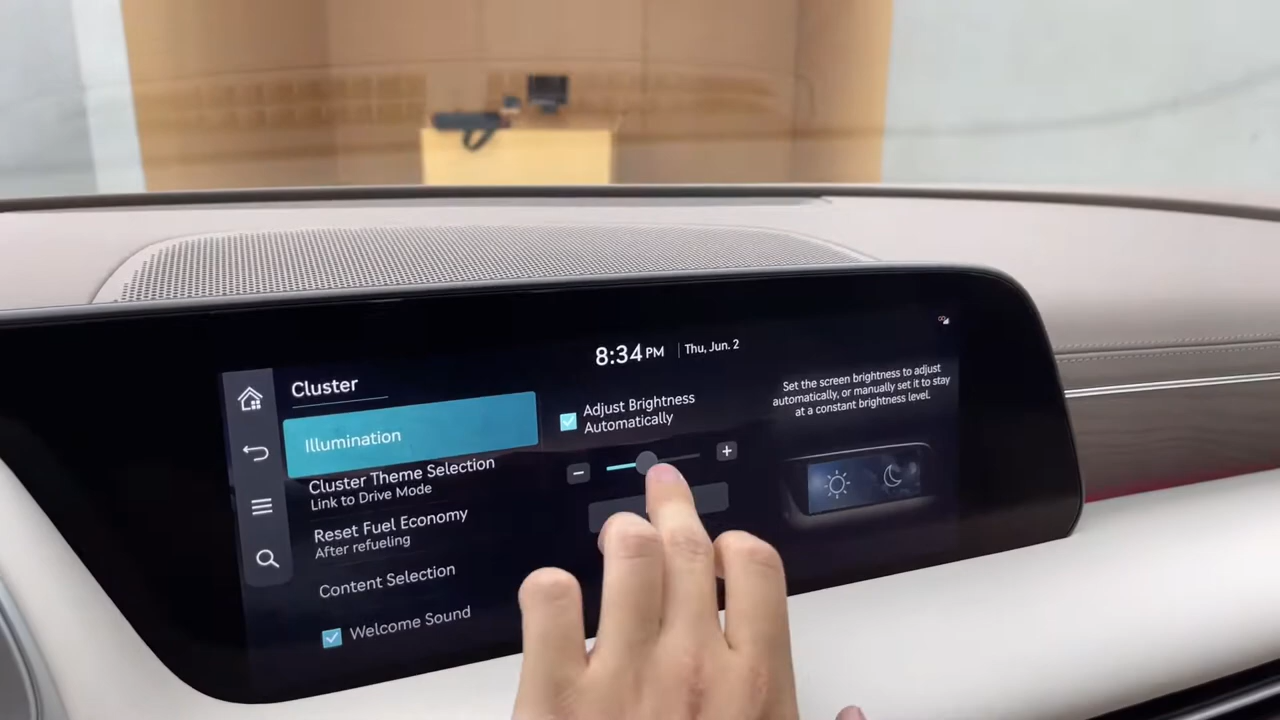 8:34 PM
Thu, Jun. 2
Cluster
Illumination
Cluster Theme Selection
Link to Drive Mode
Reset Fuel Economy
After refueling
Content Selection
Welcome Sound
Adjust Brightness
Automatically
− +
Set the screen brightness to adjust
automatically, or manually set it to stay
at a constant brightness level.